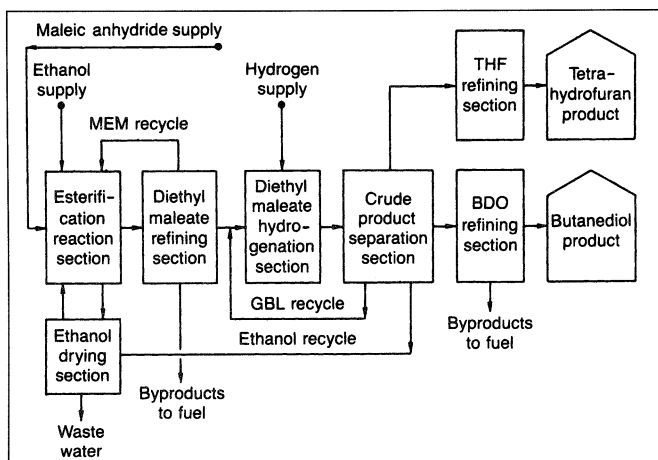 Maleic anhydride supply
Ethanol
supply
Hydrogen
supply
THF
refining
section
Tetra-
hydrofuran
product
MEM recycle
Esterifi-
cation
reaction
section
Diethyl
maleate
refining
section
Diethyl
maleate
hydro-
genation
section
Crude
product
separation
section
BDO
refining
section
Butanediol
product
GBL recycle
Ethanol recycle
Ethanol
drying
section
Byproducts
to fuel
Byproducts
to fuel
Waste
water